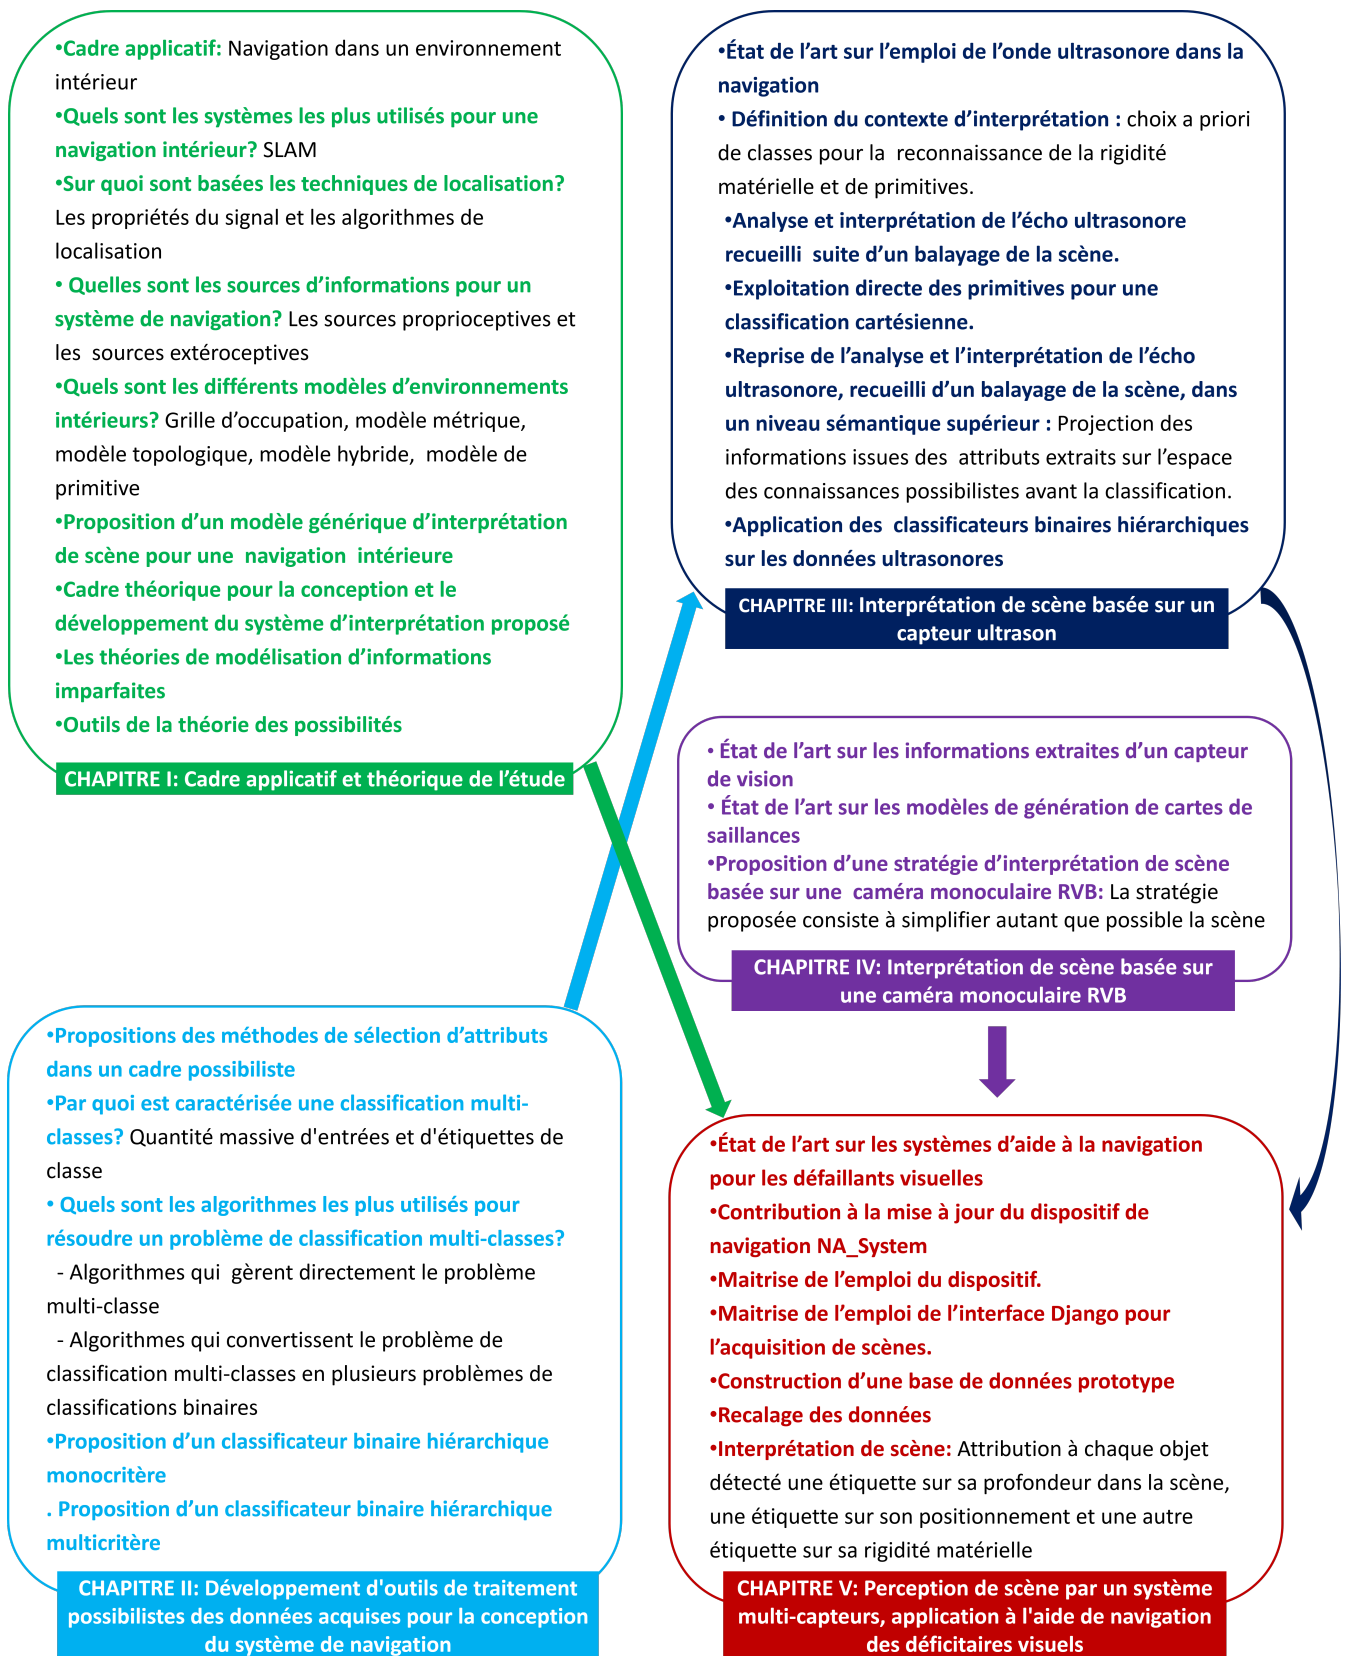 •Cadre applicatif: Navigation dans un environnement
intérieur
•Quels sont les systèmes les plus utilisés pour une
navigation intérieur? SLAM
•Sur quoi sont basées les techniques de localisation?
Les propriétés du signal et les algorithmes de
localisation
• Quelles sont les sources d’informations pour un
système de navigation? Les sources proprioceptives et
les sources extéroceptives
•Quels sont les différents modèles d’environnements
intérieurs? Grille d’occupation, modèle métrique,
modèle topologique, modèle hybride, modèle de
primitive
•Proposition d’un modèle générique d’interprétation
de scène pour une navigation intérieure
•Cadre théorique pour la conception et le
développement du système d’interprétation proposé
•Les théories de modélisation d’informations
imparfaites
•Outils de la théorie des possibilités
CHAPITRE I: Cadre applicatif et théorique de l’étude
•Propositions des méthodes de sélection d’attributs
dans un cadre possibiliste
•Par quoi est caractérisée une classification multi-
classes? Quantité massive d'entrées et d'étiquettes de
classe
• Quels sont les algorithmes les plus utilisés pour
résoudre un problème de classification multi-classes?
- Algorithmes qui gèrent directement le problème
multi-classe
- Algorithmes qui convertissent le problème de
classification multi-classes en plusieurs problèmes de
classifications binaires
•Proposition d’un classificateur binaire hiérarchique
monocritère
. Proposition d’un classificateur binaire hiérarchique
multicritère
CHAPITRE II: Développement d'outils de traitement
possibilistes des données acquises pour la conception
du système de navigation
•État de l’art sur l’emploi de l’onde ultrasonore dans la
navigation
• Définition du contexte d’interprétation : choix a priori
de classes pour la reconnaissance de la rigidité
matérielle et de primitives.
•Analyse et interprétation de l’écho ultrasonore
recueilli suite d’un balayage de la scène.
•Exploitation directe des primitives pour une
classification cartésienne.
•Reprise de l’analyse et l’interprétation de l’écho
ultrasonore, recueilli d’un balayage de la scène, dans
un niveau sémantique supérieur : Projection des
informations issues des attributs extraits sur l’espace
des connaissances possibilistes avant la classification.
•Application des classificateurs binaires hiérarchiques
sur les données ultrasonores
CHAPITRE III: Interprétation de scène basée sur un
capteur ultrason
• État de l’art sur les informations extraites d’un capteur
de vision
• État de l’art sur les modèles de génération de cartes de
saillances
•Proposition d’une stratégie d’interprétation de scène
basée sur une caméra monoculaire RVB: La stratégie
proposée consiste à simplifier autant que possible la scène
CHAPITRE IV: Interprétation de scène basée sur
une caméra monoculaire RVB
•État de l’art sur les systèmes d’aide à la navigation
pour les défaillants visuelles
•Contribution à la mise à jour du dispositif de
navigation NA_System
•Maitrise de l’emploi du dispositif.
•Maitrise de l’emploi de l’interface Django pour
l’acquisition de scènes.
•Construction d’une base de données prototype
•Recalage des données
•Interprétation de scène: Attribution à chaque objet
détecté une étiquette sur sa profondeur dans la scène,
une étiquette sur son positionnement et une autre
étiquette sur sa rigidité matérielle
CHAPITRE V: Perception de scène par un système
multi-capteurs, application à l'aide de navigation
des déficitaires visuels